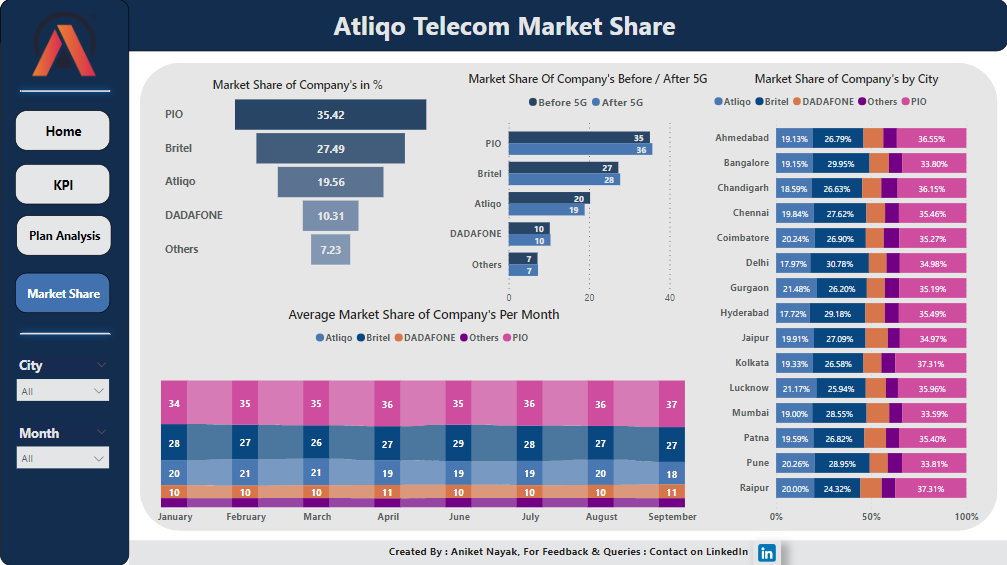 Atliqo Telecom Market Share
Home
KPI
Plan Analysis
Market Share
City
All
Month
All
Market Share of Company's in %
PIO 35.42
Britel 27.49
Atliqo 19.56
DADAFONE 10.31
Others 7.23
Market Share Of Company's Before / After 5G
Before 5G After 5G
PIO 35
36
Britel 27
28
Atliqo 20
19
DADAFONE 10
10
Others 7
7
0 20 40
Market Share of Company's by City
Atliqo Britel DADAFONE Others PIO
Ahmedabad 19.13% 26.79% 36.55%
Bangalore 19.15% 29.95% 33.80%
Chandigarh 18.59% 26.63% 36.15%
Chennai 19.84% 27.62% 35.46%
Coimbatore 20.24% 26.90% 35.27%
Delhi 17.97% 30.78% 34.98%
Gurgaon 21.48% 26.20% 35.19%
Hyderabad 17.72% 29.18% 35.49%
Jaipur 19.91% 27.09% 34.97%
Kolkata 19.33% 26.58% 37.31%
Lucknow 21.17% 25.94% 35.96%
Mumbai 19.00% 28.55% 33.59%
Patna 19.59% 26.82% 35.40%
Pune 20.26% 28.95% 33.81%
Raipur 20.00% 24.32% 37.31%
0% 50% 100%
Average Market Share of Company's Per Month
Atliqo Britel DADAFONE Others PIO
34 35 35 36 35 36 36 37
28 27 26 27 29 28 27 27
20 21 21 19 19 19 20 18
10 10 10 11 10 10 10 11
January February March April June July August September
Created By : Aniket Nayak, For Feedback & Queries : Contact on LinkedIn
in